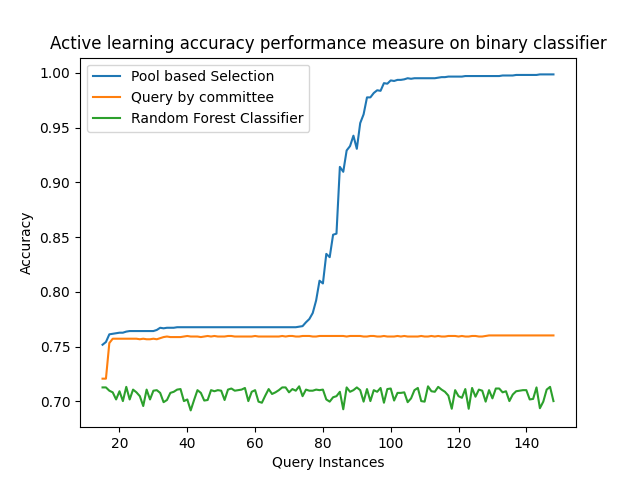 Active learning accuracy performance measure on binary classifier
Pool based Selection
Query by committee
Random Forest Classifier
1.00
0.95
0.90
0.85
0.80
0.75
0.70
Accuracy
20
40
60
80
100
120
140
Query Instances